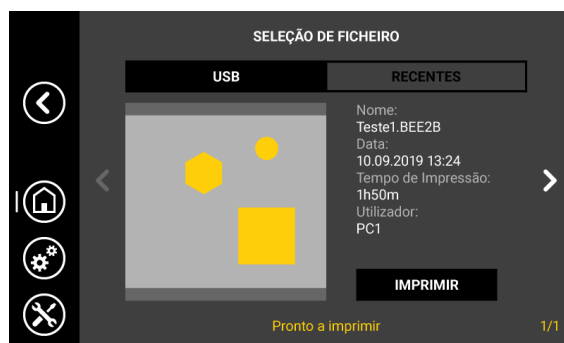 SELEÇÃO DE FICHEIRO
USB
RECENTES
Nome:
Teste1.BEE2B
Data:
10.09.2019 13:24
Tempo de Impressão:
1h50m
Utilizador:
PC1
IMPRIMIR
Pronto a imprimir
1/1